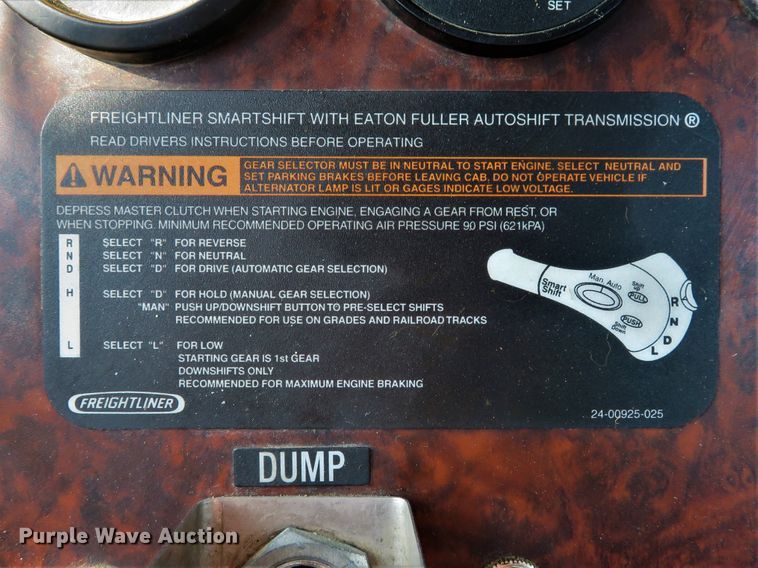 SET
FREIGHTLINER SMARTSHIFT WITH EATON FULLER AUTOSHIFT TRANSMISSION ®
READ DRIVERS INSTRUCTIONS BEFORE OPERATING
WARNING
GEAR SELECTOR MUST BE IN NEUTRAL TO START ENGINE. SELECT NEUTRAL AND
SET PARKING BRAKES BEFORE LEAVING CAB. DO NOT OPERATE VEHICLE IF
ALTERNATOR LAMP IS LIT OR GAGES INDICATE LOW VOLTAGE.
DEPRESS MASTER CLUTCH WHEN STARTING ENGINE, ENGAGING A GEAR FROM REST, OR
WHEN STOPPING. MINIMUM RECOMMENDED OPERATING AIR PRESSURE 90 PSI (621kPA)
R SELECT "R" FOR REVERSE
N SELECT "N" FOR NEUTRAL
D SELECT "D" FOR DRIVE (AUTOMATIC GEAR SELECTION)
H SELECT "D" FOR HOLD (MANUAL GEAR SELECTION)
"MAN" PUSH UP/DOWNSHIFT BUTTON TO PRE-SELECT SHIFTS
RECOMMENDED FOR USE ON GRADES AND RAILROAD TRACKS
L SELECT "L" FOR LOW
STARTING GEAR IS 1st GEAR
DOWNSHIFTS ONLY
RECOMMENDED FOR MAXIMUM ENGINE BRAKING
Smart
Shift
Man Auto
Shift
Up
PULL
PUSH
Shift
Down
R
N
D
L
FREIGHTLINER
24-00925-025
DUMP
Purple Wave Auction